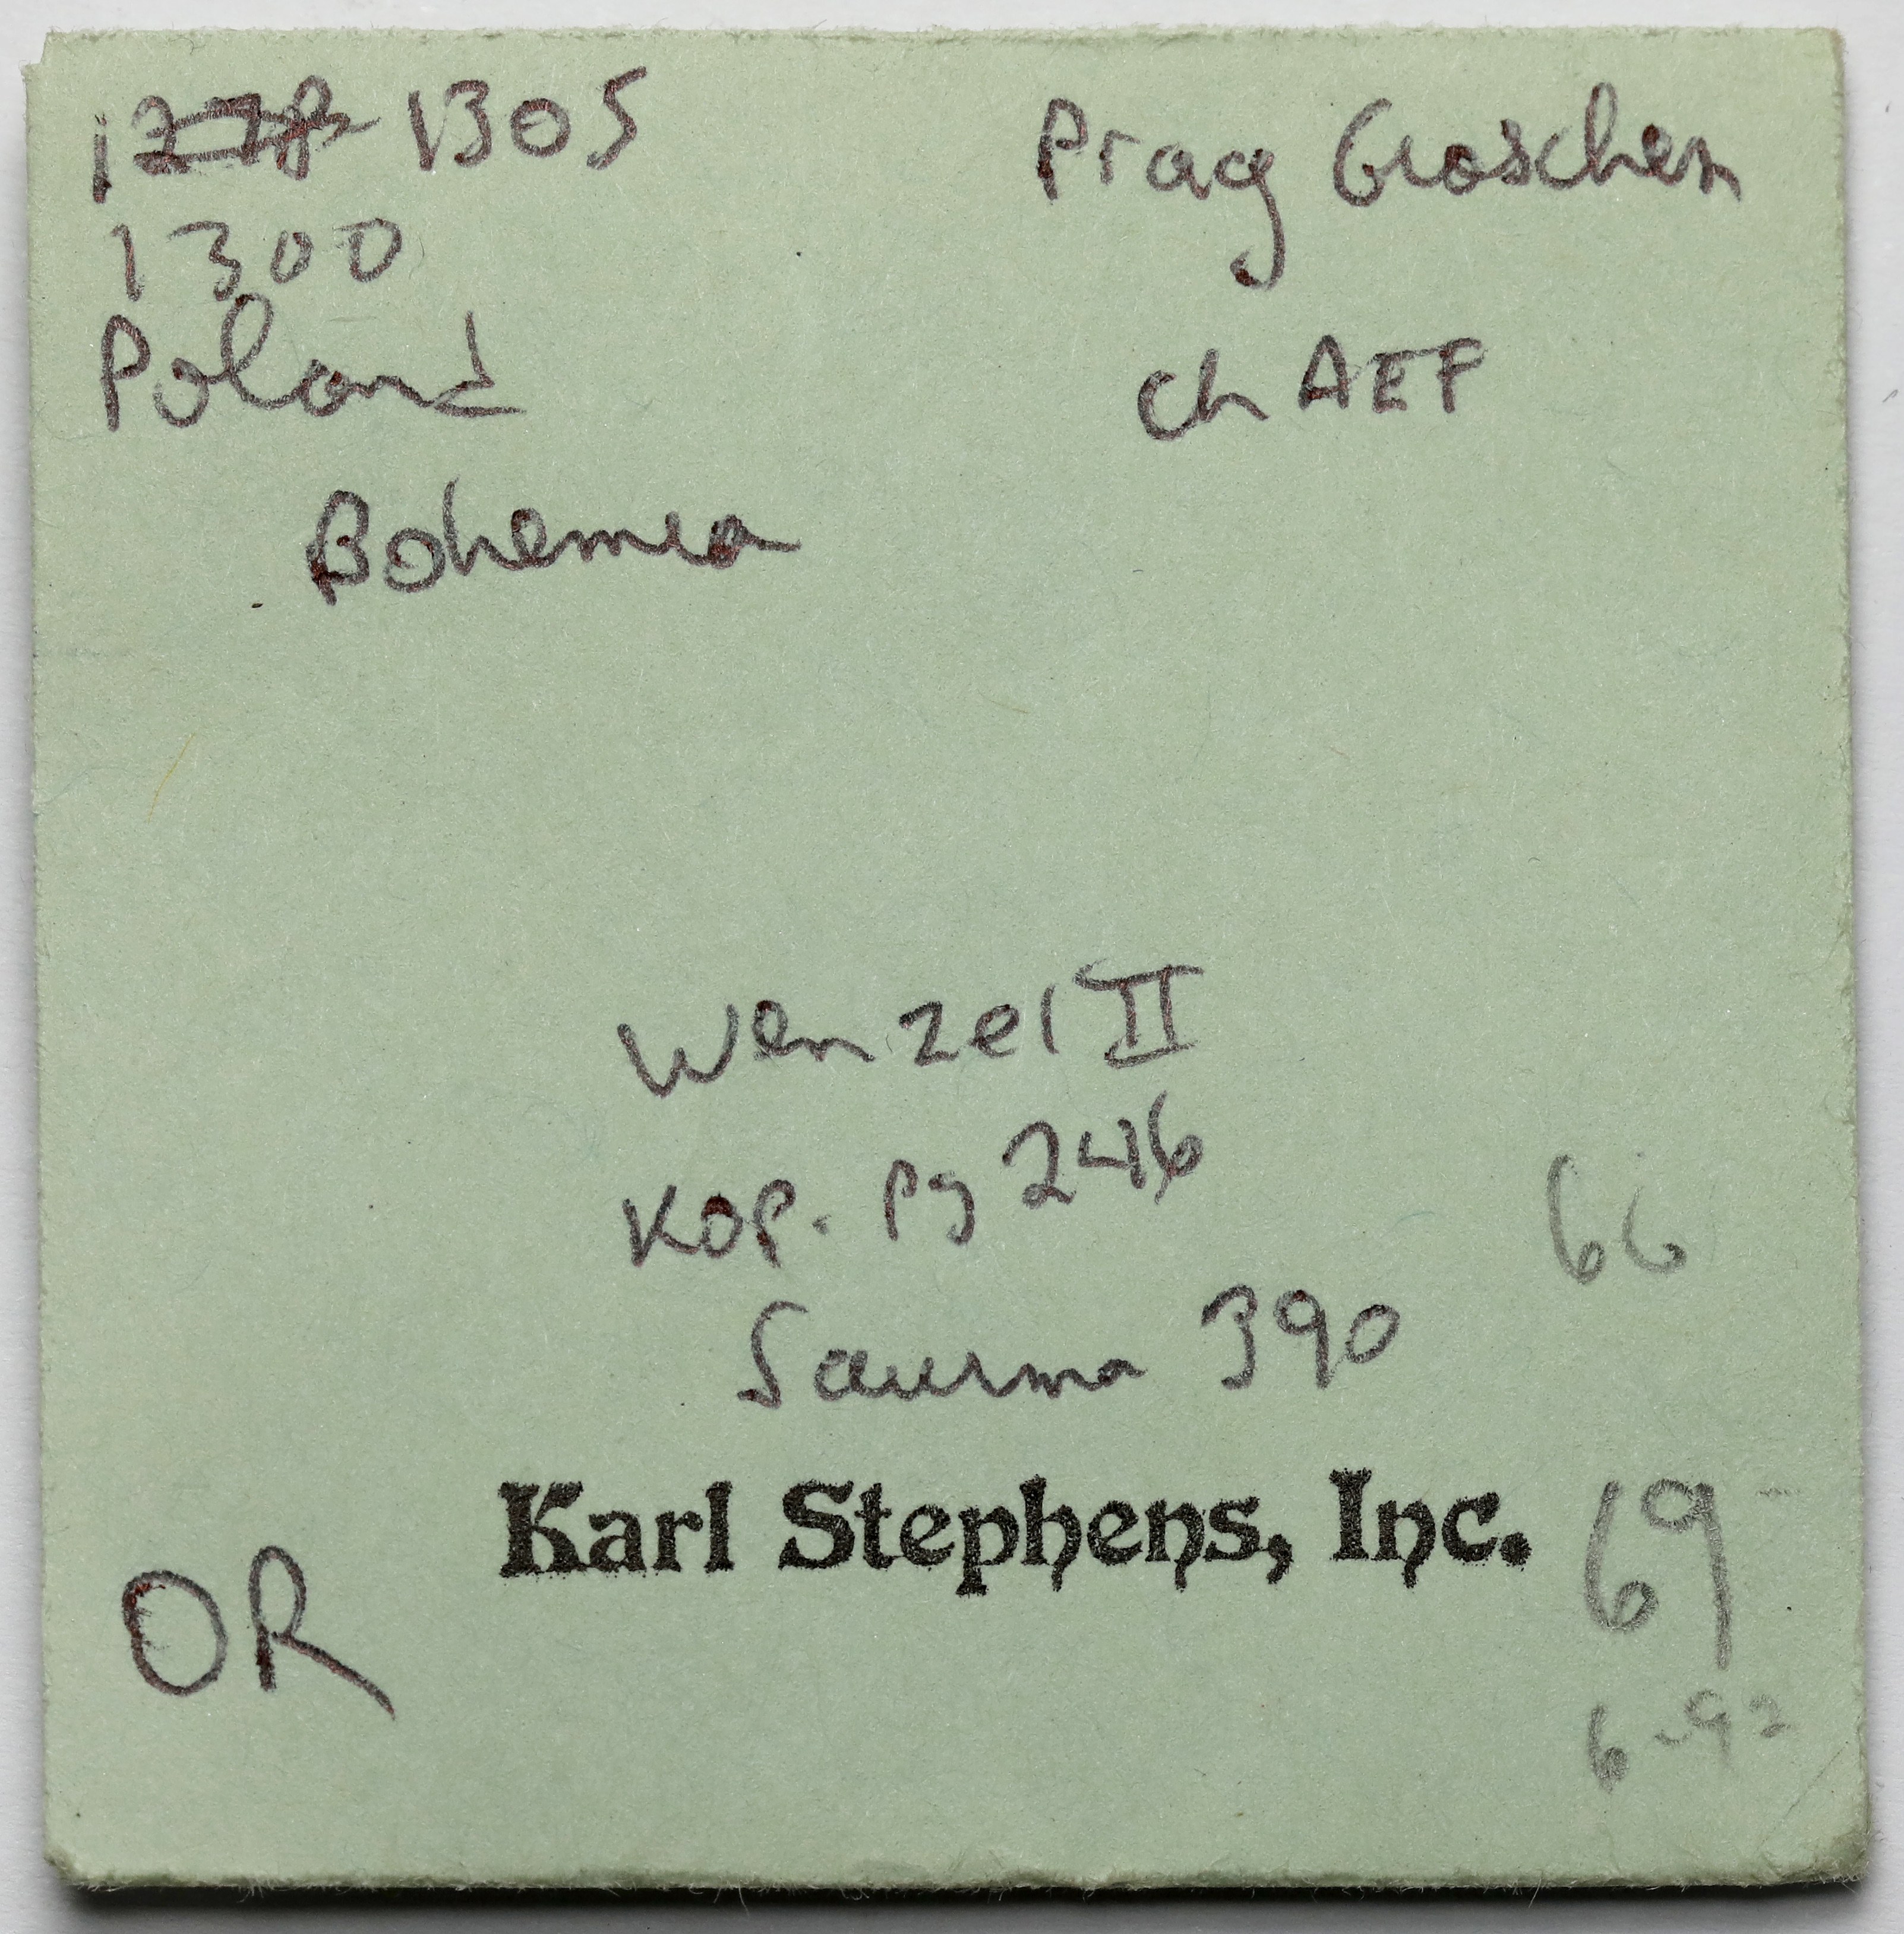 1278 1305
1300
Poland
Bohemia
Prag Groschen
Ch AEF
Wenzel II
Kop. Pg 246
Saurma 390
66
Karl Stephens, Inc.
69
OR
6-92